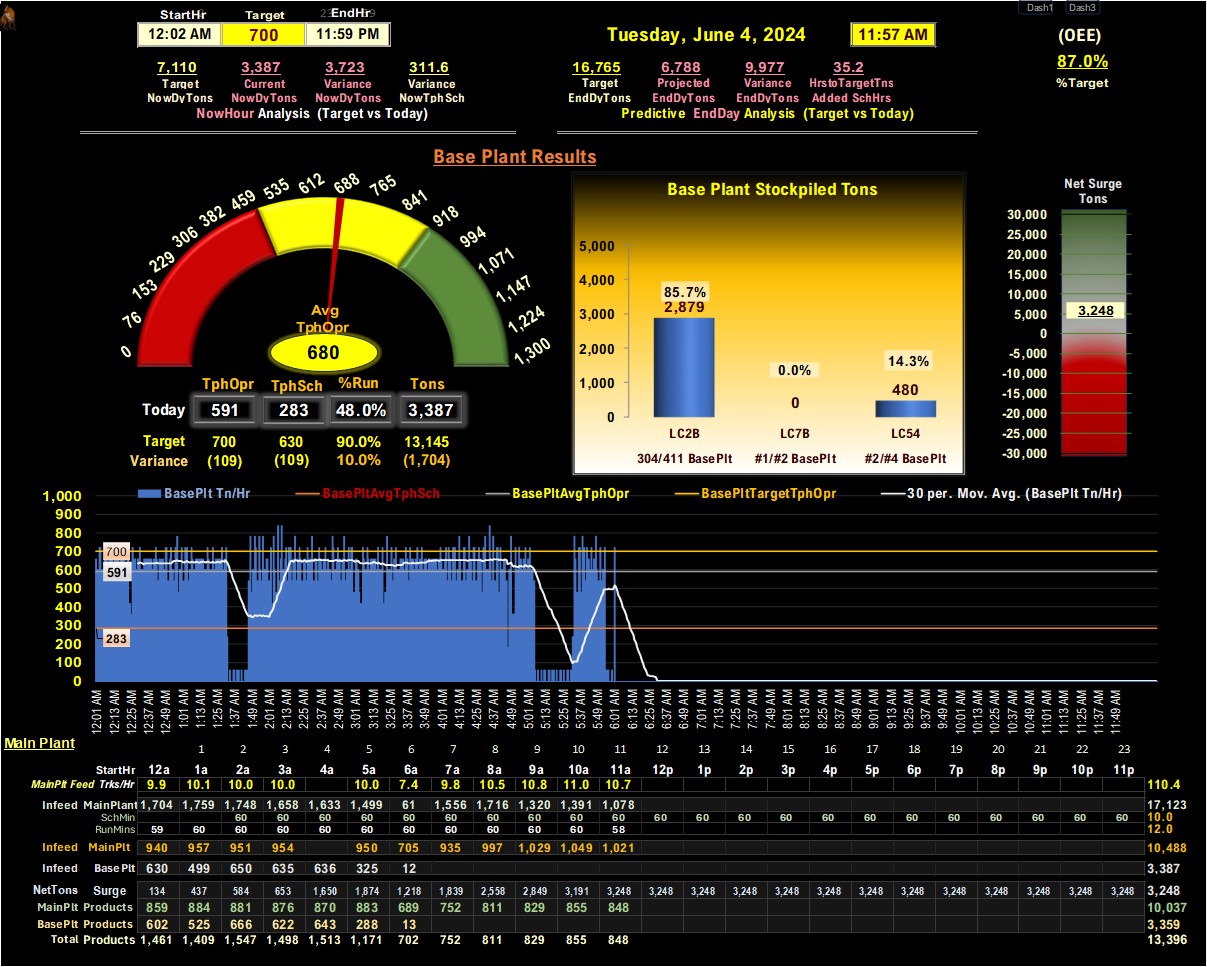 StartHr Target EndHr Dash1 Dash3
12:02 AM 700 11:59 PM Tuesday, June 4, 2024 11:57 AM (OEE)
7,110 3,387 3,723 311.6 16,765 6,788 9,977 35.2 87.0%
Target Current Variance Variance Target Projected Variance HrstoTargetTns %Target
NowDyTons NowDyTons NowDyTons NowTphSch EndDyTons EndDyTons EndDyTons Added SchHrs
NowHour Analysis (Target vs Today) Predictive EndDay Analysis (Target vs Today)
Base Plant Results
0 76 153 229 306 382 459 535 612 688 765 841 918 994 1,071 1,147 1,224 1,300
Avg
TphOpr
680
TphOpr TphSch %Run Tons
Today 591 283 48.0% 3,387
Target 700 630 90.0% 13,145
Variance (109) (109) 10.0% (1,704)
Base Plant Stockpiled Tons
5,000
4,000
3,000
2,000
1,000
0
85.7% 0.0% 14.3%
2,879 0 480
LC2B LC7B LC54
304/411 BasePlt #1/#2 BasePlt #2/#4 BasePlt
Net Surge
Tons
30,000
25,000
20,000
15,000
10,000
5,000
0
-5,000
-10,000
-15,000
-20,000
-25,000
-30,000
3,248
BasePlt Tn/Hr BasePltAvgTphSch BasePltAvgTphOpr BasePltTargetTphOpr 30 per. Mov. Avg. (BasePlt Tn/Hr)
1,000
900
800
700
600
500
400
300
200
100
0
700
591
283
12:01 AM 12:13 AM 12:25 AM 12:37 AM 12:49 AM 1:01 AM 1:13 AM 1:25 AM 1:37 AM 1:49 AM 2:01 AM 2:13 AM 2:25 AM 2:37 AM 2:49 AM 3:01 AM 3:13 AM 3:25 AM 3:37 AM 3:49 AM 4:01 AM 4:13 AM 4:25 AM 4:37 AM 4:49 AM 5:01 AM 5:13 AM 5:25 AM 5:37 AM 5:49 AM 6:01 AM 6:13 AM 6:25 AM 6:37 AM 6:49 AM 7:01 AM 7:13 AM 7:25 AM 7:37 AM 7:49 AM 8:01 AM 8:13 AM 8:25 AM 8:37 AM 8:49 AM 9:01 AM 9:13 AM 9:25 AM 9:37 AM 9:49 AM 10:01 AM 10:13 AM 10:25 AM 10:37 AM 10:49 AM 11:01 AM 11:13 AM 11:25 AM 11:37 AM 11:49 AM
Main Plant 1 2 3 4 5 6 7 8 9 10 11 12 13 14 15 16 17 18 19 20 21 22 23
StartHr 12a 1a 2a 3a 4a 5a 6a 7a 8a 9a 10a 11a 12p 1p 2p 3p 4p 5p 6p 7p 8p 9p 10p 11p
MainPlt Feed Trks/Hr 9.9 10.1 10.0 10.0 10.0 7.4 9.8 10.5 10.8 11.0 10.7 110.4
Infeed MainPlant 1,704 1,759 1,748 1,658 1,633 1,499 61 1,556 1,716 1,320 1,391 1,078 17,123
SchMin 60 60 60 60 60 60 60 60 60 60 60 60 60 60 60 60 60 60 60 60 60 60 10.0
RunMins 59 60 60 60 60 60 60 60 60 60 60 58 12.0
Infeed MainPlt 940 957 951 954 950 705 935 997 1,029 1,049 1,021 10,488
Infeed Base Plt 630 499 650 635 636 325 12 3,387
NetTons Surge 134 437 584 653 1,650 1,874 1,218 1,839 2,558 2,849 3,191 3,248 3,248 3,248 3,248 3,248 3,248 3,248 3,248 3,248 3,248 3,248 3,248 3,248 3,248
MainPlt Products 859 884 881 876 870 883 689 752 811 829 855 848 10,037
BasePlt Products 602 525 666 622 643 288 13 3,359
Total Products 1,461 1,409 1,547 1,498 1,513 1,171 702 752 811 829 855 848 13,396